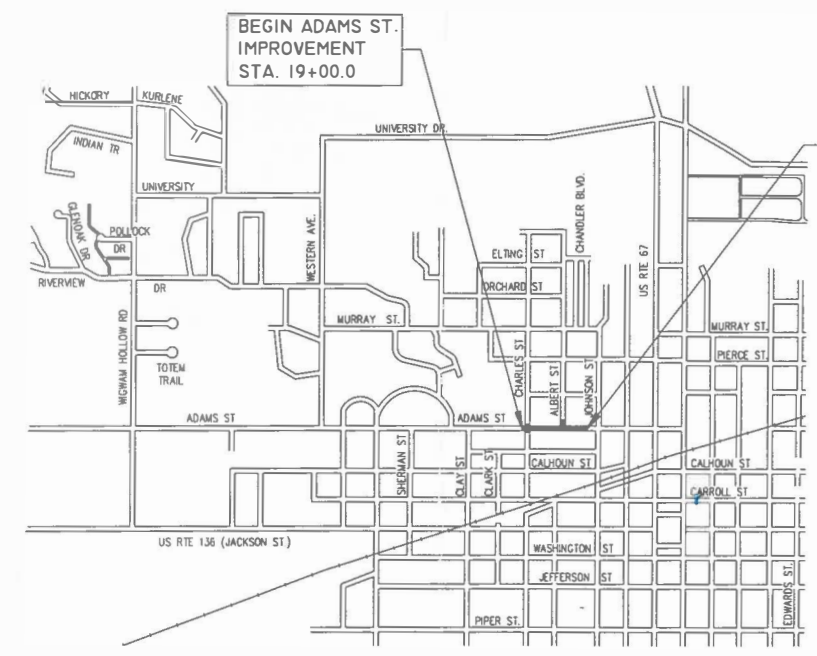 BEGIN ADAMS ST.
IMPROVEMENT
STA. 19+00.0
HICKORY
KURLENE
UNIVERSITY DR.
INDIAN TR
UNIVERSITY
GLENOAK DR
POLLOCK
DR
RIVERVIEW
DR
WESTERN AVE.
CHANDLER BLVD.
ELTING ST
US RTE 67
ORCHARD ST
WIGWAM HOLLOW RD
MURRAY ST.
MURRAY ST.
PIERCE ST.
TOTEM
TRAIL
CHARLES ST
ALBERT ST
JOHNSON ST
ADAMS ST
ADAMS ST
SHERMAN ST
CLAY ST
CLARK ST
CALHOUN ST
CALHOUN ST
CARROLL ST
US RTE 136 (JACKSON ST.)
WASHINGTON ST
JEFFERSON ST
EDWARDS ST.
PIPER ST.